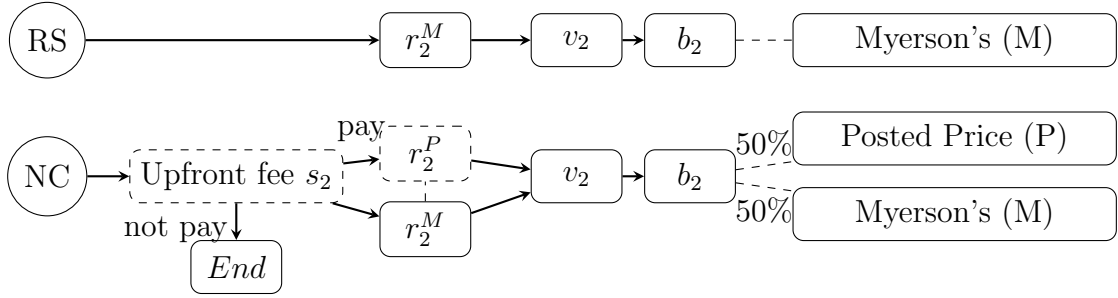 RS
r_2^M
v_2
b_2
Myerson's (M)
NC
Upfront fee s_2
pay
not pay
End
r_2^P
r_2^M
v_2
b_2
50%
50%
Posted Price (P)
Myerson's (M)